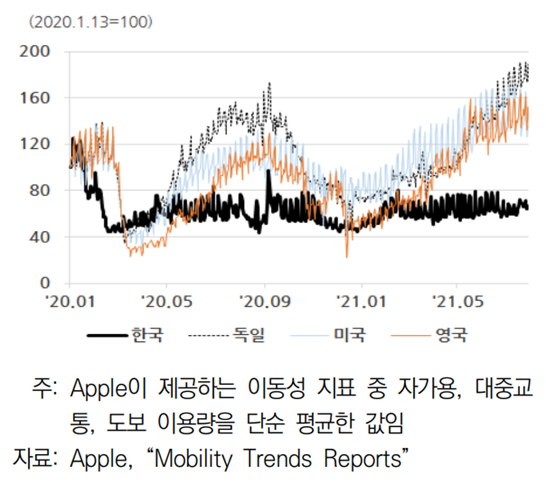 (2020.1.13=100)
200
160
120
80
40
0
'20.01 '20.05 '20.09 '21.01 '21.05
한국 독일 미국 영국
주: Apple이 제공하는 이동성 지표 중 자가용, 대중교
통, 도보 이용량을 단순 평균한 값임
자료: Apple, “Mobility Trends Reports”